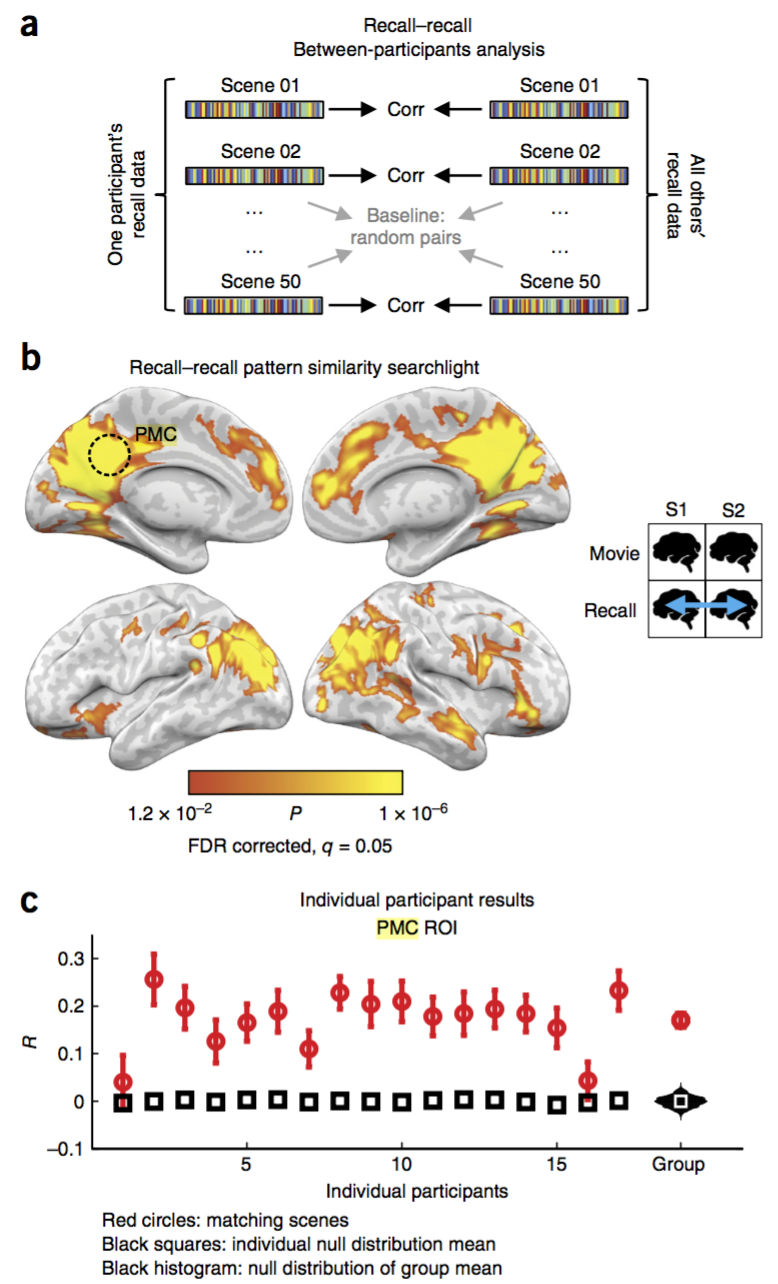 a
Recall–recall
Between-participants analysis
One participant's
recall data
Scene 01
Corr
Scene 01
Scene 02
Corr
Scene 02
...
Baseline:
random pairs
...
...
...
Scene 50
Corr
Scene 50
All others'
recall data
b
Recall–recall pattern similarity searchlight
PMC
S1 S2
Movie
Recall
1.2 × 10⁻² P 1 × 10⁻⁶
FDR corrected, q = 0.05
c
Individual participant results
PMC ROI
R
0.3
0.2
0.1
0
–0.1
5 10 15 Group
Individual participants
Red circles: matching scenes
Black squares: individual null distribution mean
Black histogram: null distribution of group mean